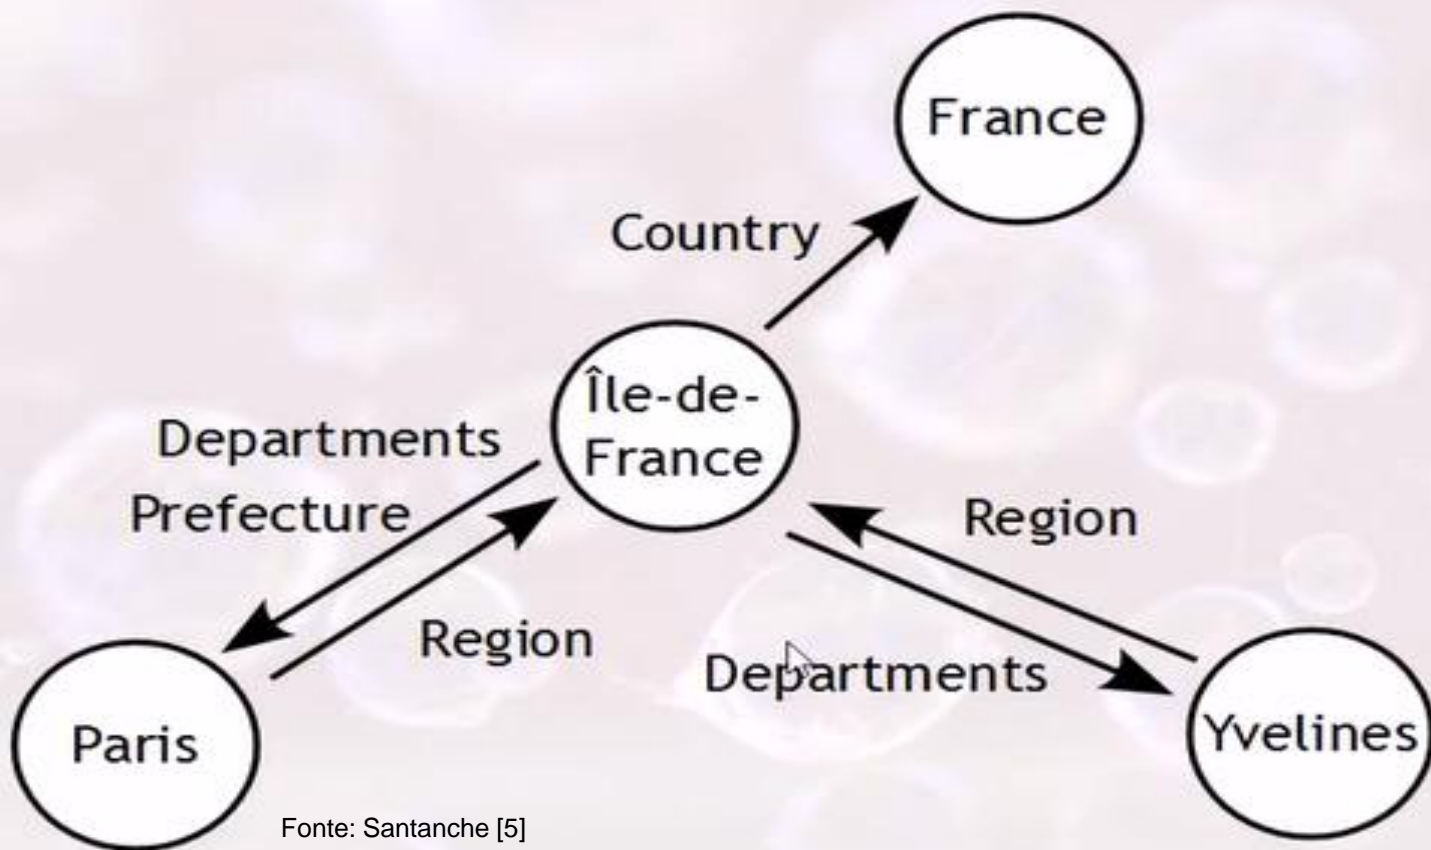 France
Country
Île-de-
France
Departments
Prefecture
Region
Region
Departments
Paris
Yvelines
Fonte: Santanche [5]